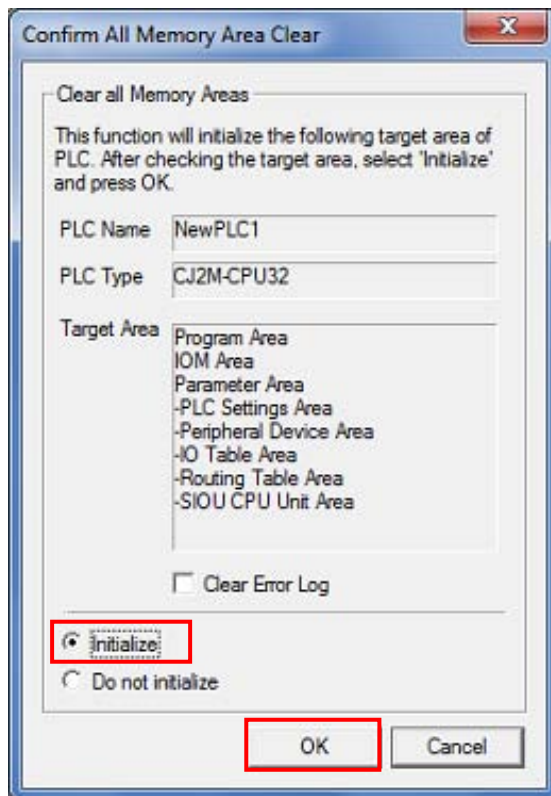 Confirm All Memory Area Clear
Clear all Memory Areas
This function will initialize the following target area of
PLC. After checking the target area, select 'Initialize'
and press OK.
PLC Name NewPLC1
PLC Type CJ2M-CPU32
Target Area Program Area
IOM Area
Parameter Area
-PLC Settings Area
-Peripheral Device Area
-IO Table Area
-Routing Table Area
-SIOU CPU Unit Area
Clear Error Log
Initialize
Do not initialize
OK Cancel